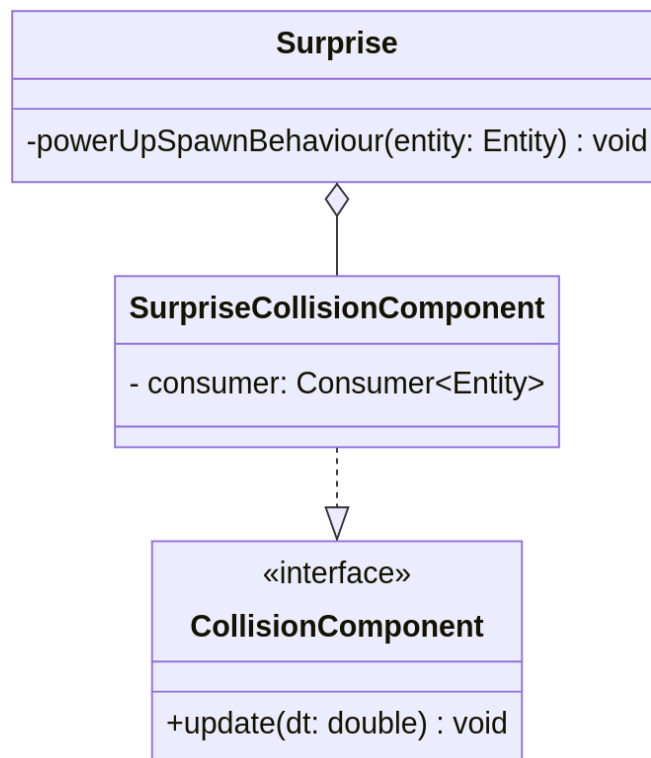 Surprise
-powerUpSpawnBehaviour(entity: Entity) : void
SurpriseCollisionComponent
- consumer: Consumer<Entity>
«interface»
CollisionComponent
+update(dt: double) : void